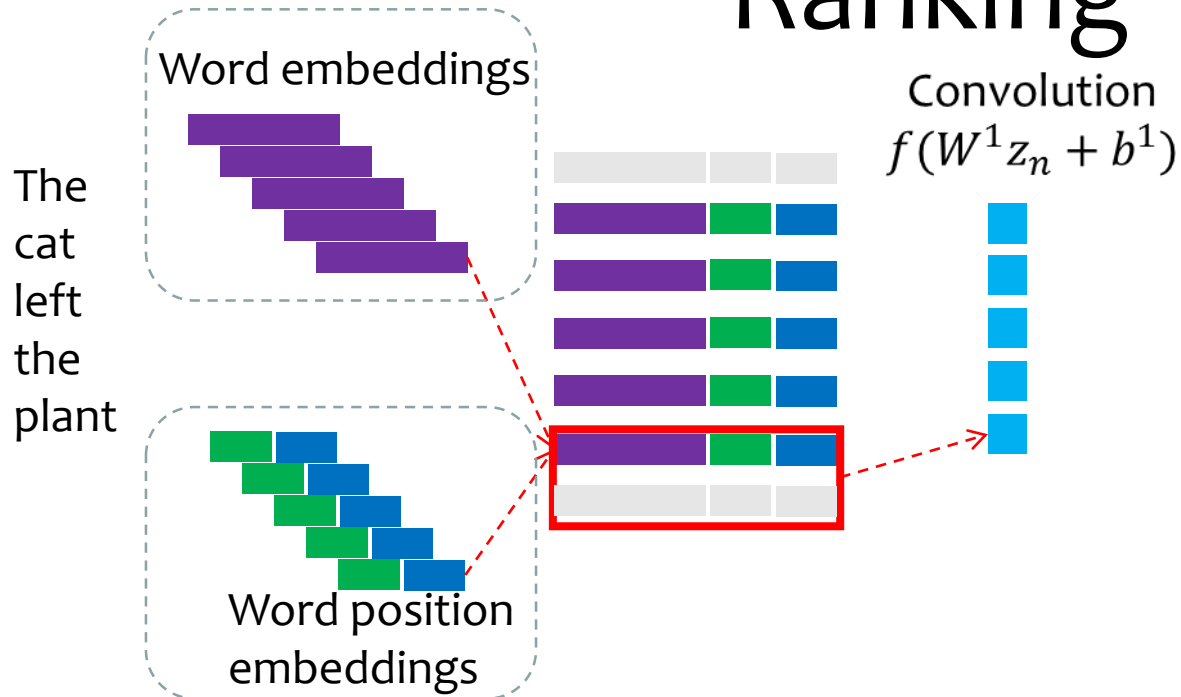 Ranking
Word embeddings
Convolution
f(W¹zₙ + b¹)
The
cat
left
the
plant
Word position
embeddings